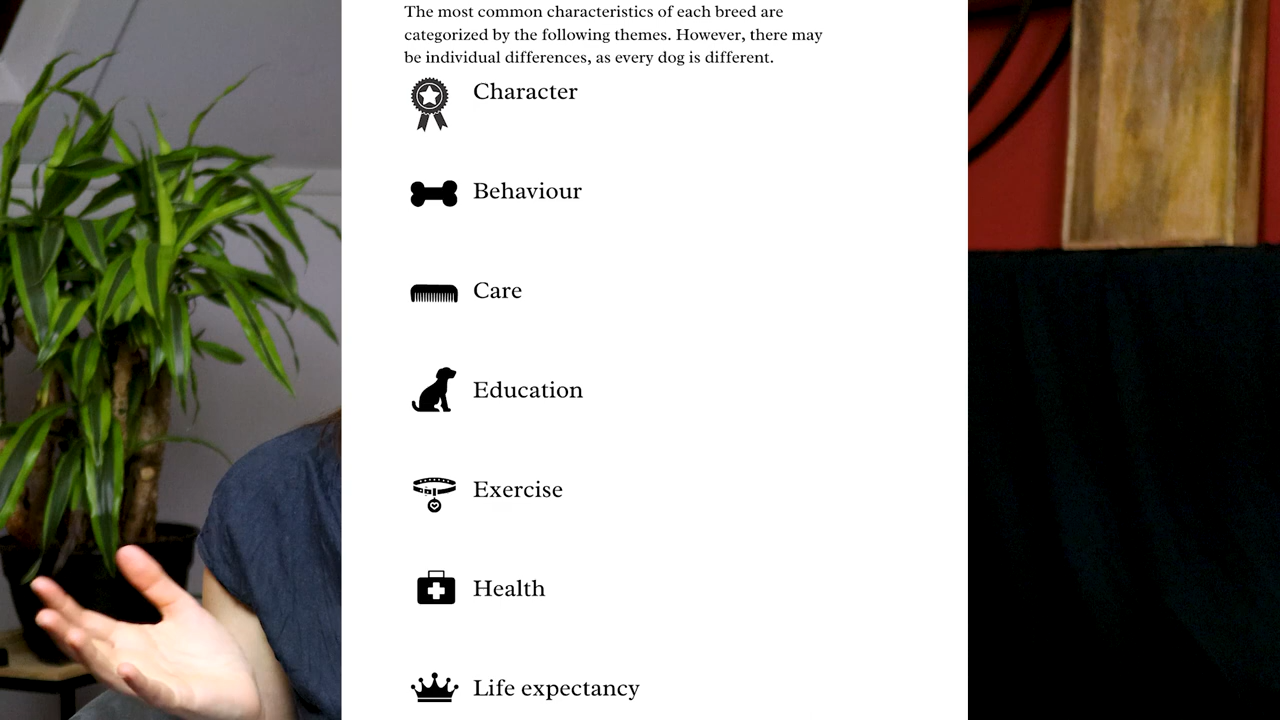 The most common characteristics of each breed are
categorized by the following themes. However, there may
be individual differences, as every dog is different.
Character
Behaviour
Care
Education
Exercise
Health
Life expectancy